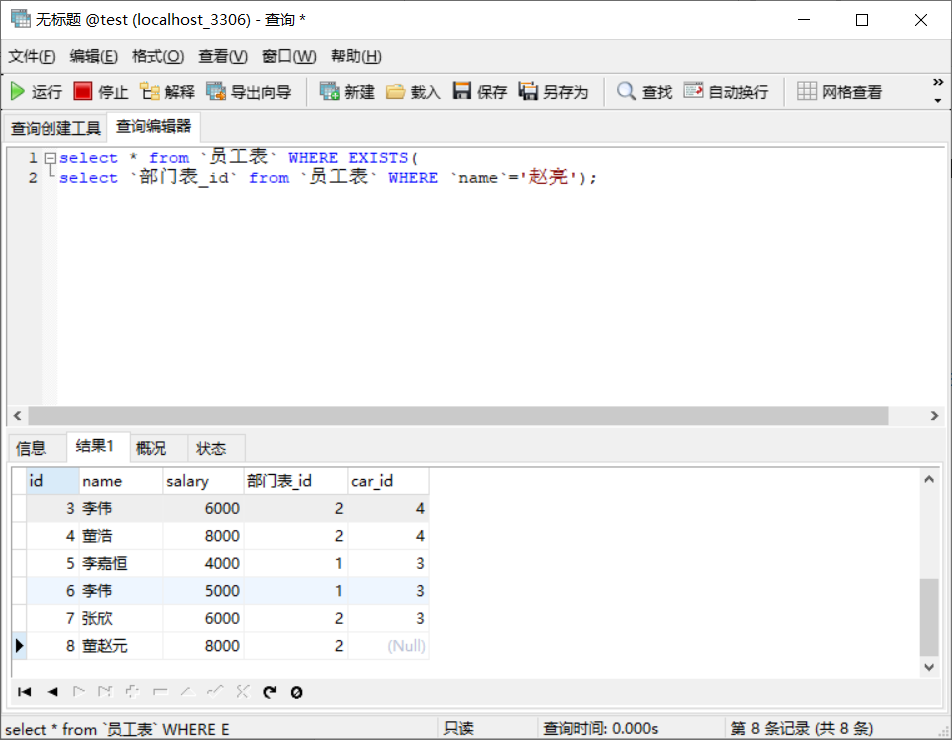 无标题 @test (localhost_3306) - 查询 *
文件(F) 编辑(E) 格式(O) 查看(V) 窗口(W) 帮助(H)
运行 停止 解释 导出向导 新建 载入 保存 另存为 查找 自动换行 网格查看 »
查询创建工具 查询编辑器
1 select * from `员工表` WHERE EXISTS(
2 select `部门表_id` from `员工表` WHERE `name`='赵亮');
信息 结果1 概况 状态
id name salary 部门表_id car_id
3 李伟 6000 2 4
4 董浩 8000 2 4
5 李嘉恒 4000 1 3
6 李伟 5000 1 3
7 张欣 6000 2 3
8 董赵元 8000 2 (Null)
select * from `员工表` WHERE E 只读 查询时间: 0.000s 第 8 条记录 (共 8 条)